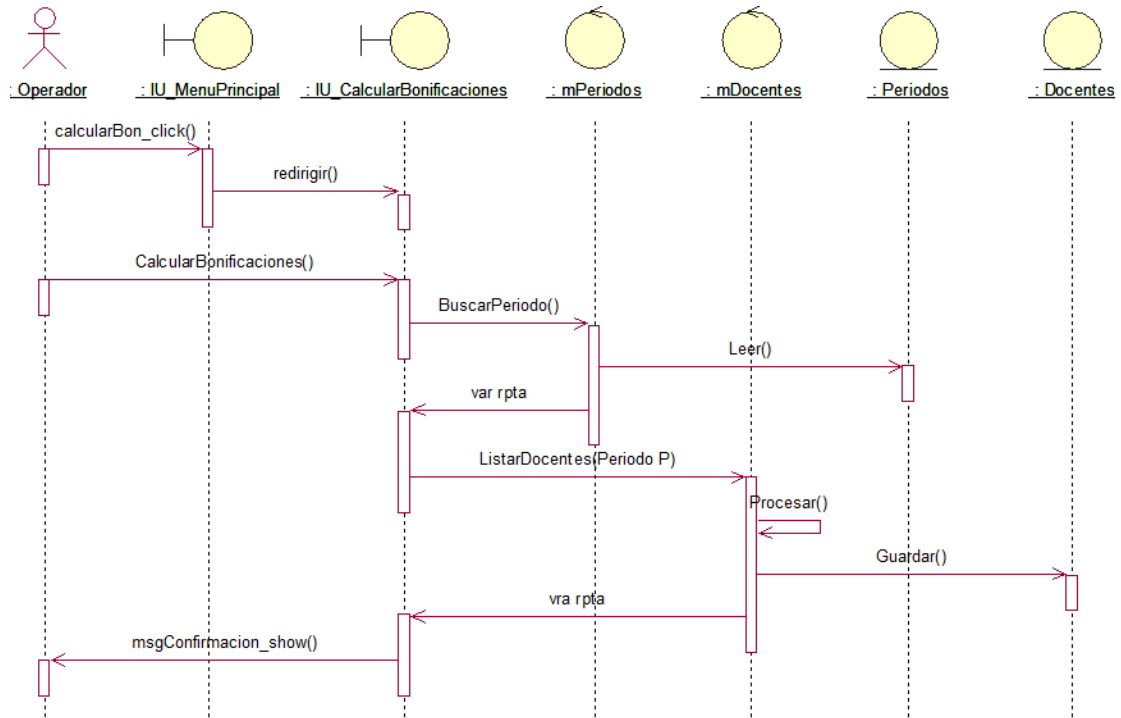 : Operador
: IU_MenuPrincipal
: IU_CalcularBonificaciones
: mPeriodos
: mDocentes
: Periodos
: Docentes
calcularBon_click()
redirigir()
CalcularBonificaciones()
BuscarPeriodo()
Leer()
var rpta
ListarDocentes(Periodo P)
Procesar()
Guardar()
vra rpta
msgConfirmacion_show()